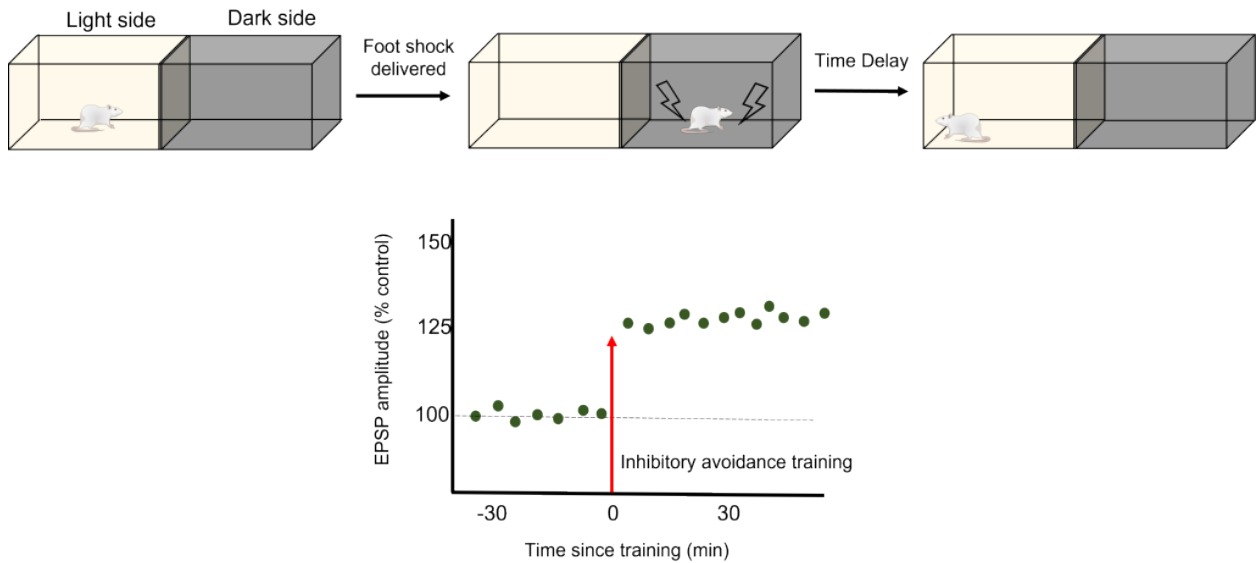 Light side
Dark side
Foot shock
delivered
Time Delay
150
125
100
EPSP amplitude (% control)
Inhibitory avoidance training
-30
0
30
Time since training (min)